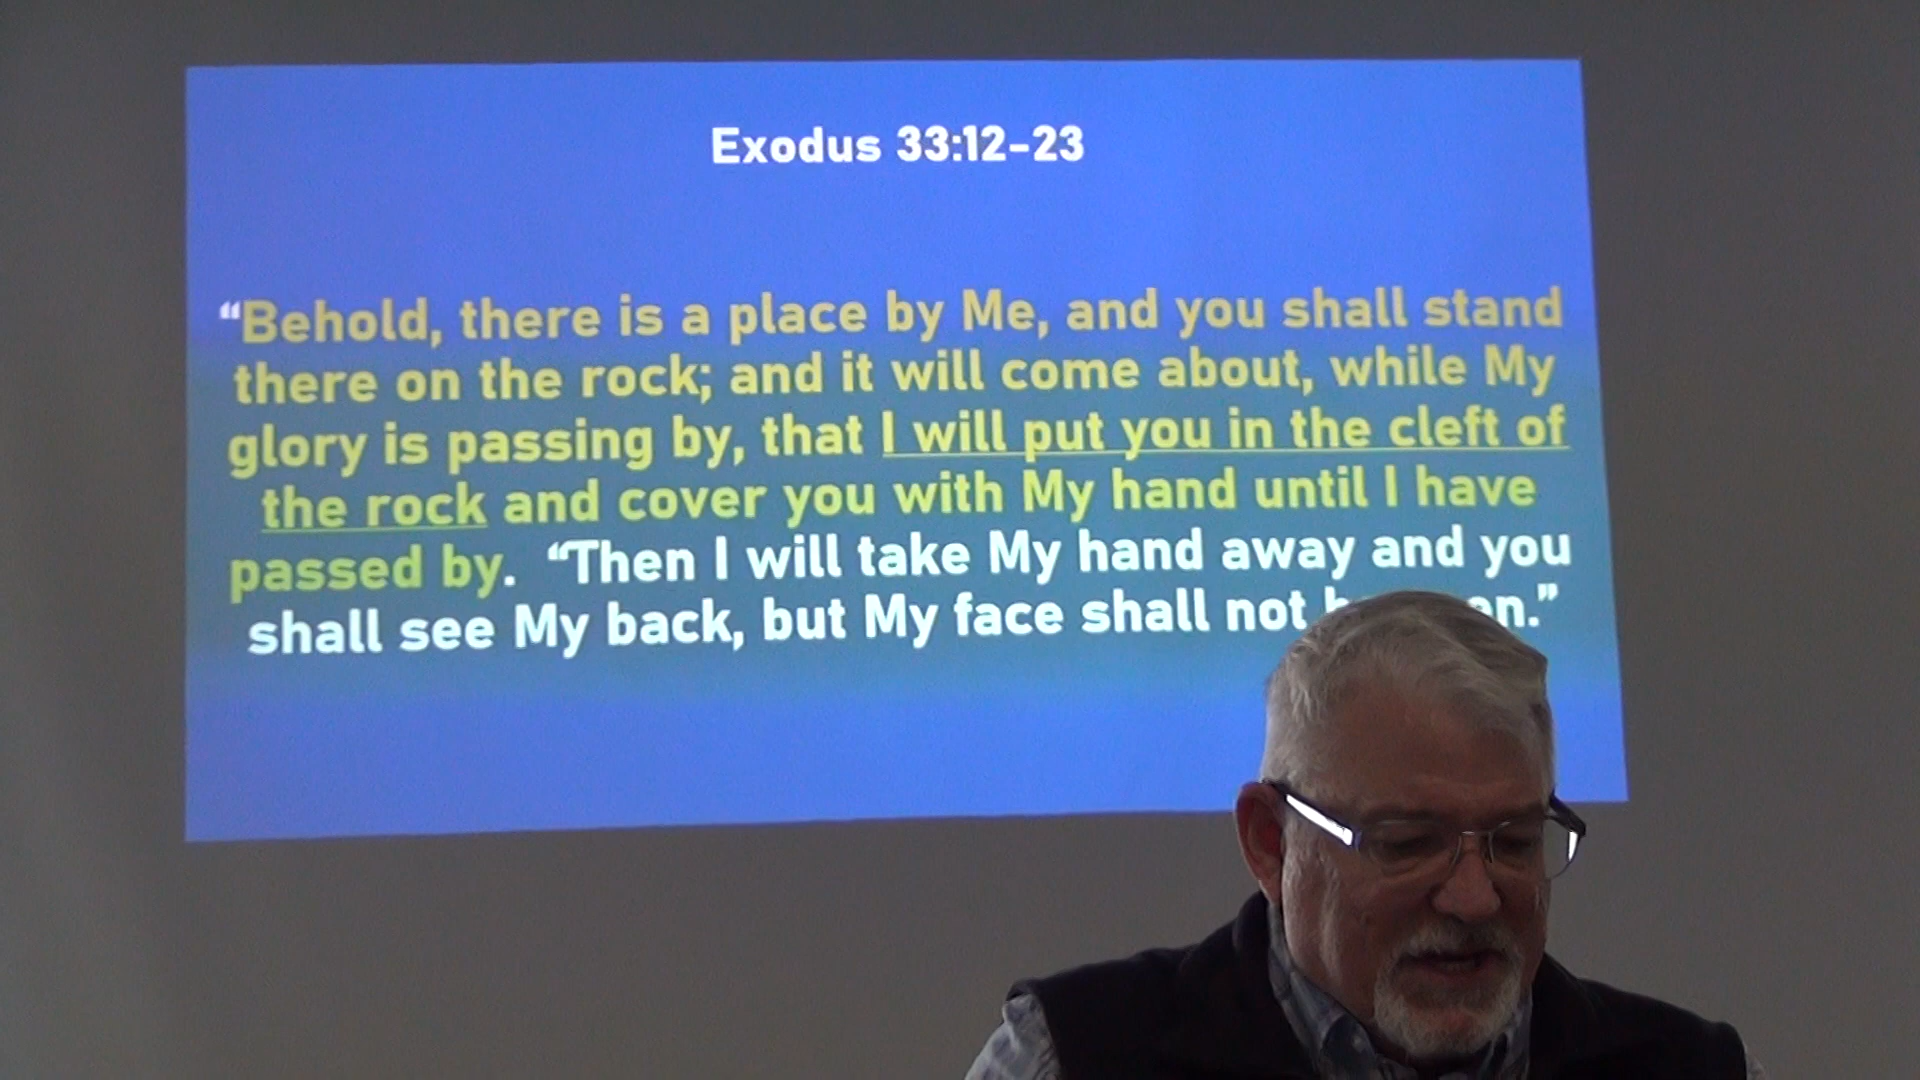 Exodus 33:12-23
“Behold, there is a place by Me, and you shall stand
there on the rock; and it will come about, while My
glory is passing by, that I will put you in the cleft of
the rock and cover you with My hand until I have
passed by. “Then I will take My hand away and you
shall see My back, but My face shall not